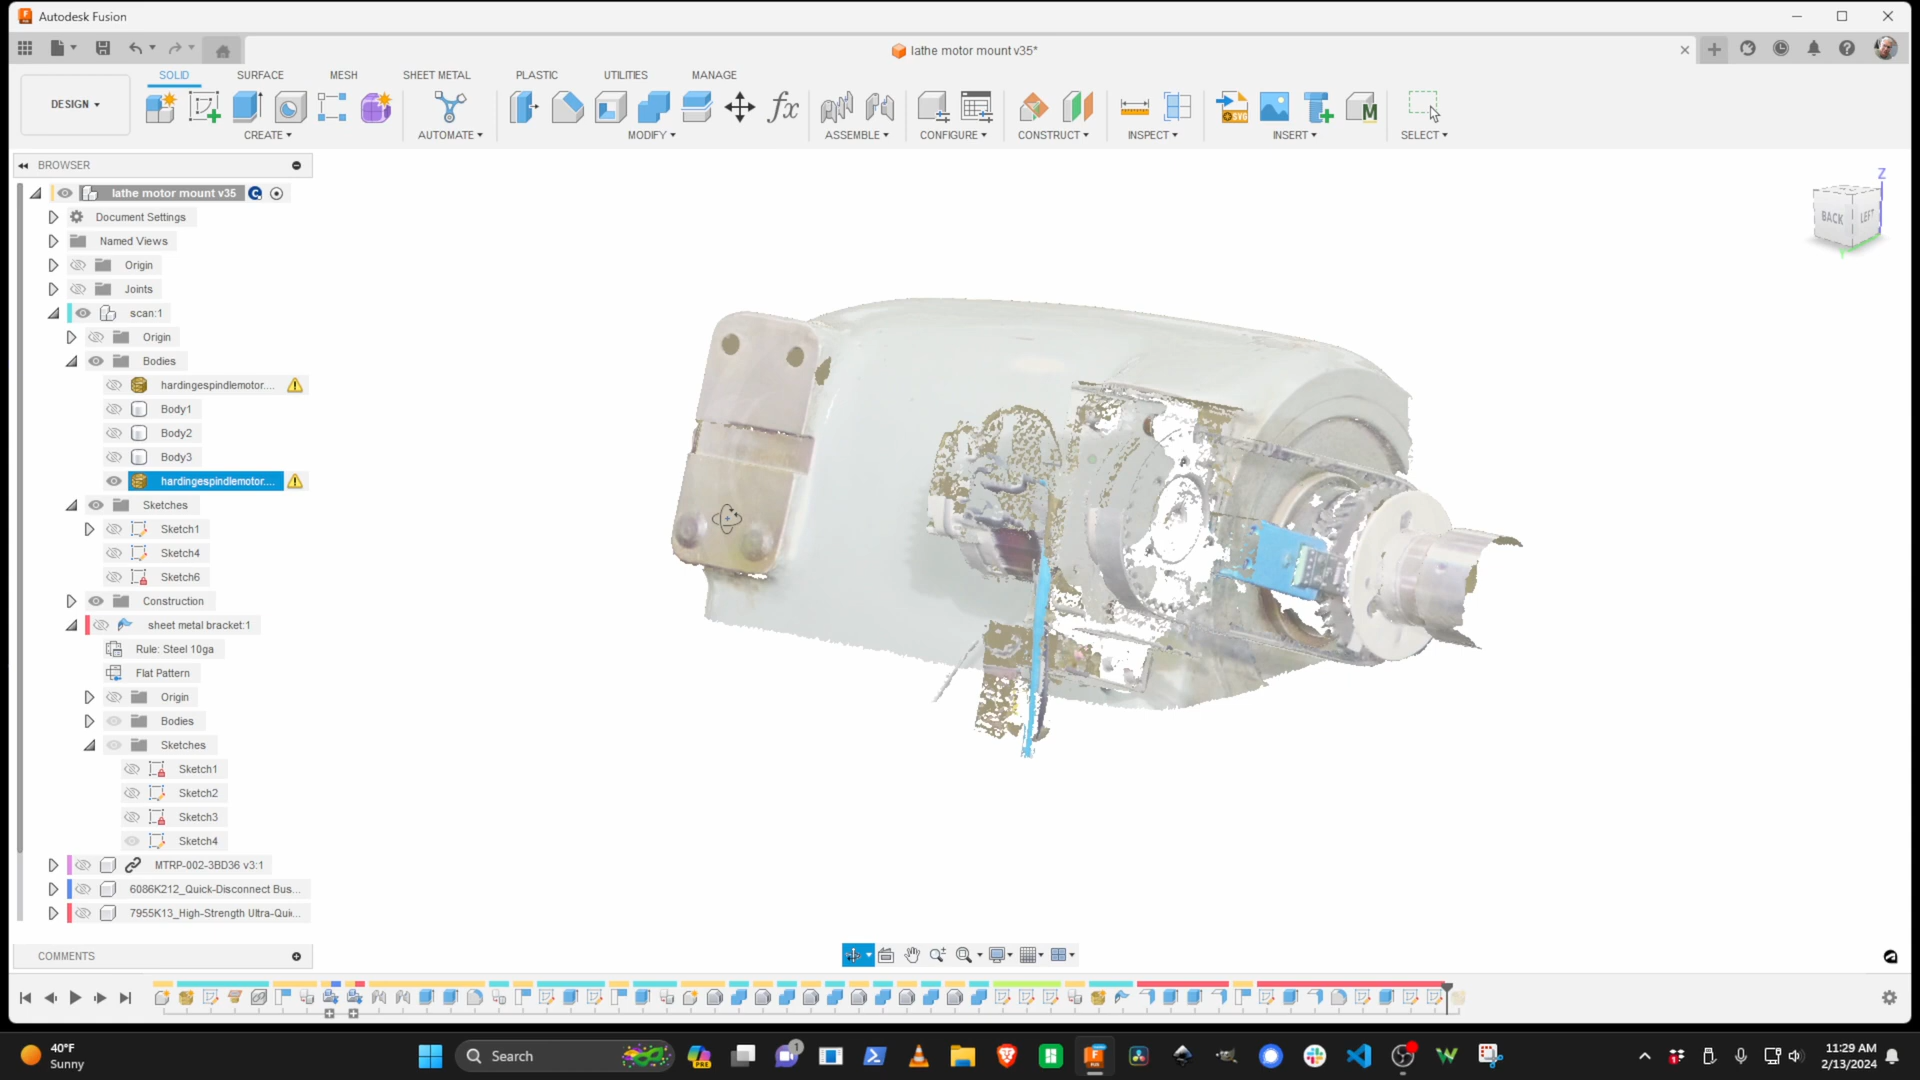 Autodesk Fusion
lathe motor mount v35*
DESIGN
SOLID
SURFACE
MESH
SHEET METAL
PLASTIC
UTILITIES
MANAGE
fx
M
SVG
CREATE
AUTOMATE
MODIFY
ASSEMBLE
CONFIGURE
CONSTRUCT
INSPECT
INSERT
SELECT
BROWSER
lathe motor mount v35
Document Settings
Named Views
Origin
Joints
scan:1
Origin
Bodies
hardingespindlemotor....
Body1
Body2
Body3
hardingespindlemotor....
Sketches
Sketch1
Sketch4
Sketch6
Construction
sheet metal bracket:1
Rule: Steel 10ga
Flat Pattern
Origin
Bodies
Sketches
Sketch1
Sketch2
Sketch3
Sketch4
MTRP-002-3BD36 v3:1
6086K212_Quick-Disconnect Bus...
7955K13_High-Strength Ultra-Qui...
COMMENTS
Z
BACK
LEFT
40°F
Sunny
Search
PRE
1
11:29 AM
2/13/2024